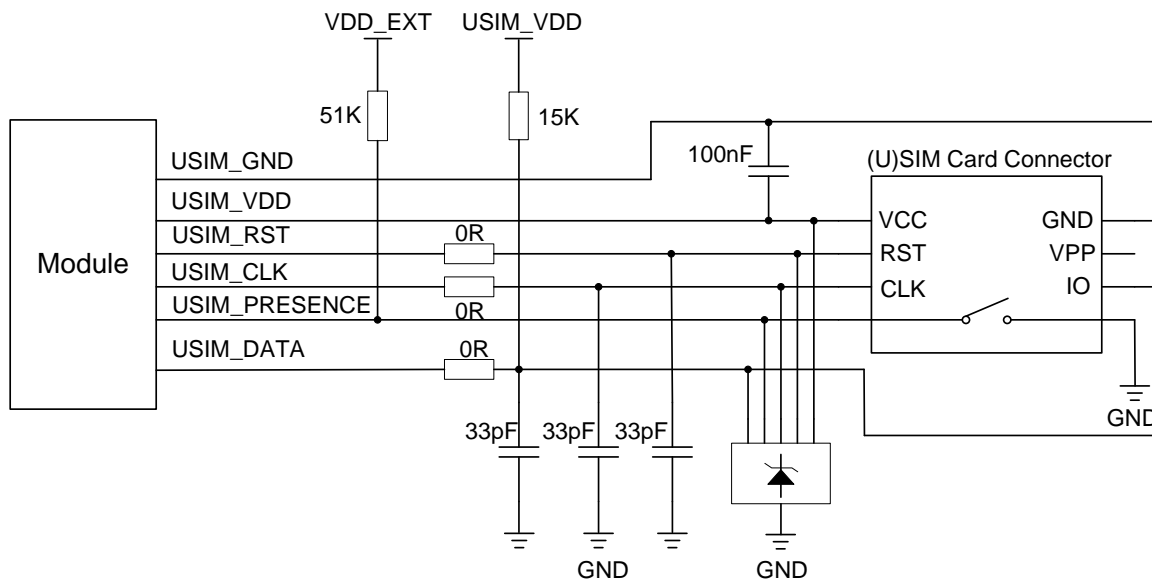 VDD_EXT USIM_VDD
51K 15K
Module
USIM_GND
USIM_VDD
USIM_RST
USIM_CLK
USIM_PRESENCE
USIM_DATA
0R
0R
0R
100nF
(U)SIM Card Connector
VCC GND
RST VPP
CLK IO
GND
33pF 33pF 33pF
GND GND